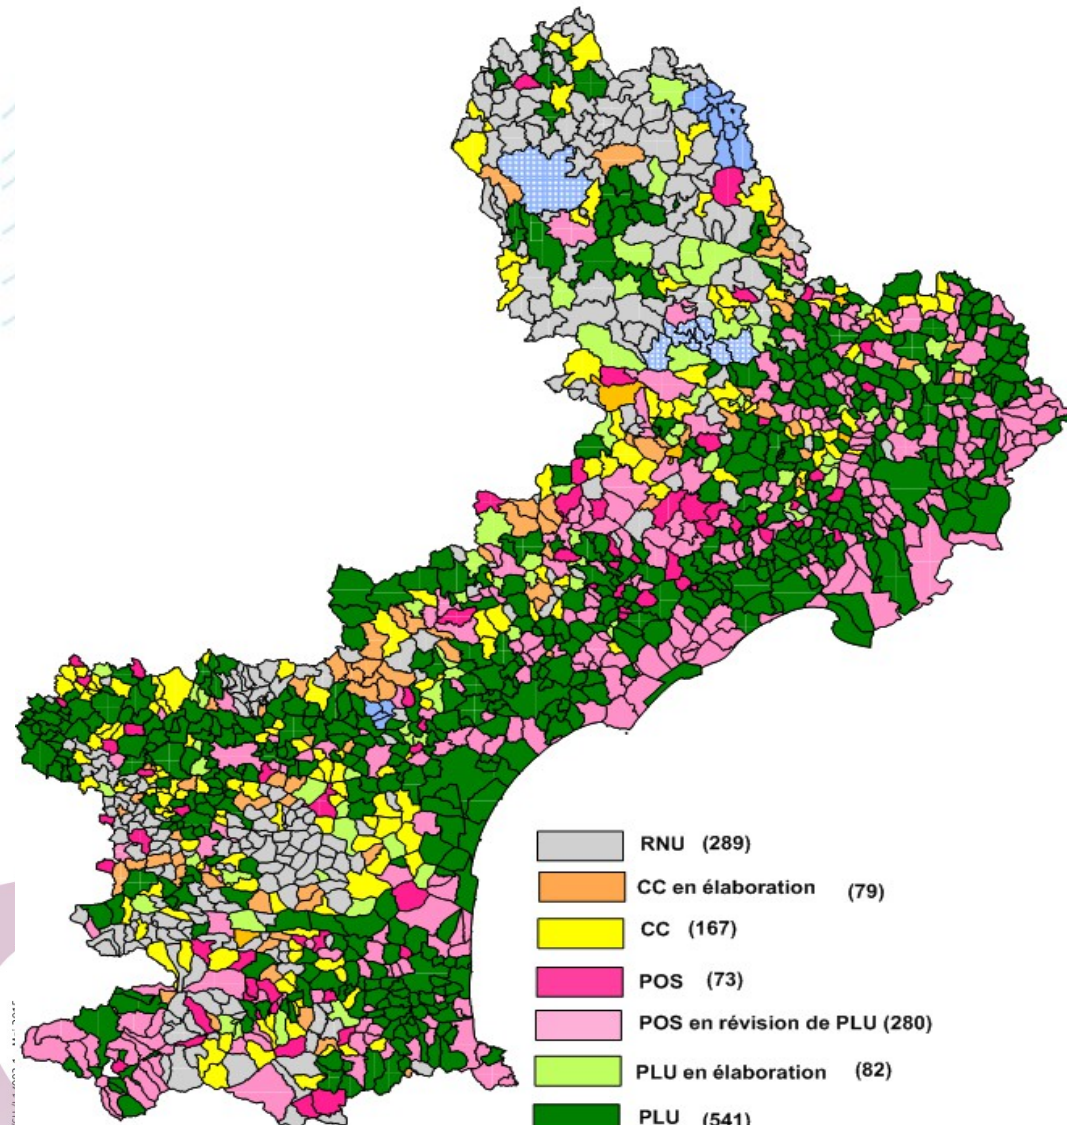 RNU (289)
CC en élaboration (79)
CC (167)
POS (73)
POS en révision de PLU (280)
PLU en élaboration (82)
PLU (541)